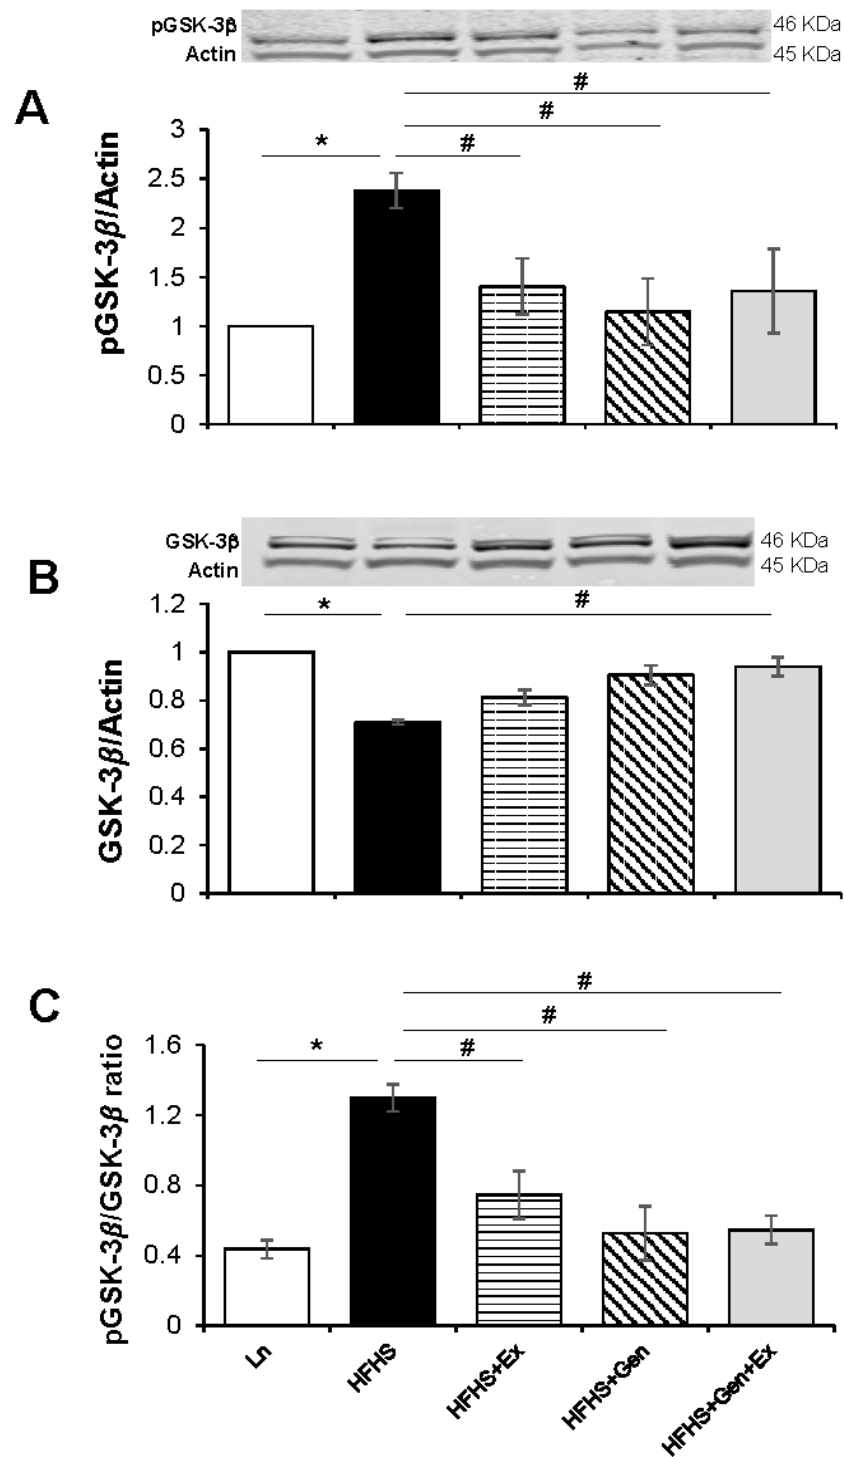 pGSK-3β 46 KDa
Actin 45 KDa
A
#
#
* #
pGSK-3β/Actin
3
2.5
2
1.5
1
0.5
0
GSK-3β 46 KDa
Actin 45 KDa
B
* #
GSK-3β/Actin
1.2
1
0.8
0.6
0.4
0.2
0
C
#
#
* #
pGSK-3β/GSK-3β ratio
1.6
1.2
0.8
0.4
0
Ln
HFHS
HFHS+Ex
HFHS+Gen
HFHS+Gen+Ex